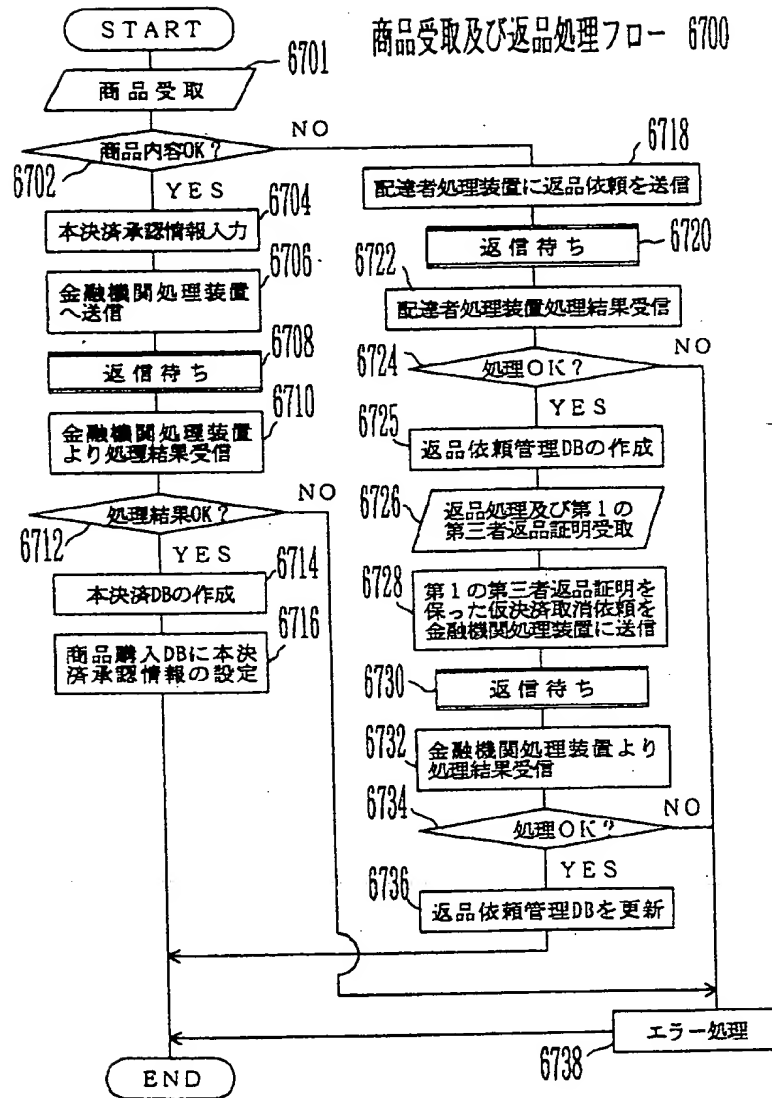 商品受取及び返品処理フロー 6700
START
6701
商品受取
商品内容OK?
NO
6702
YES
6704
本決済承認情報入力
6706
金融機関処理装置
へ送信
6708
返信待ち
6710
金融機関処理装置
より処理結果受信
処理結果OK?
NO
6712
YES
6714
本決済DBの作成
6716
商品購入DBに本決
済承認情報の設定
6718
配達者処理装置に返品依頼を送信
6720
返信待ち
6722
配達者処理装置処理結果受信
6724
処理OK?
NO
YES
6725
返品依頼管理DBの作成
6726
返品処理及び第1の
第三者返品証明受取
6728
第1の第三者返品証明を
保った仮決済取消依頼を
金融機関処理装置に送信
6730
返信待ち
6732
金融機関処理装置より
処理結果受信
6734
処理OK?
NO
YES
6736
返品依頼管理DBを更新
エラー処理
6738
END